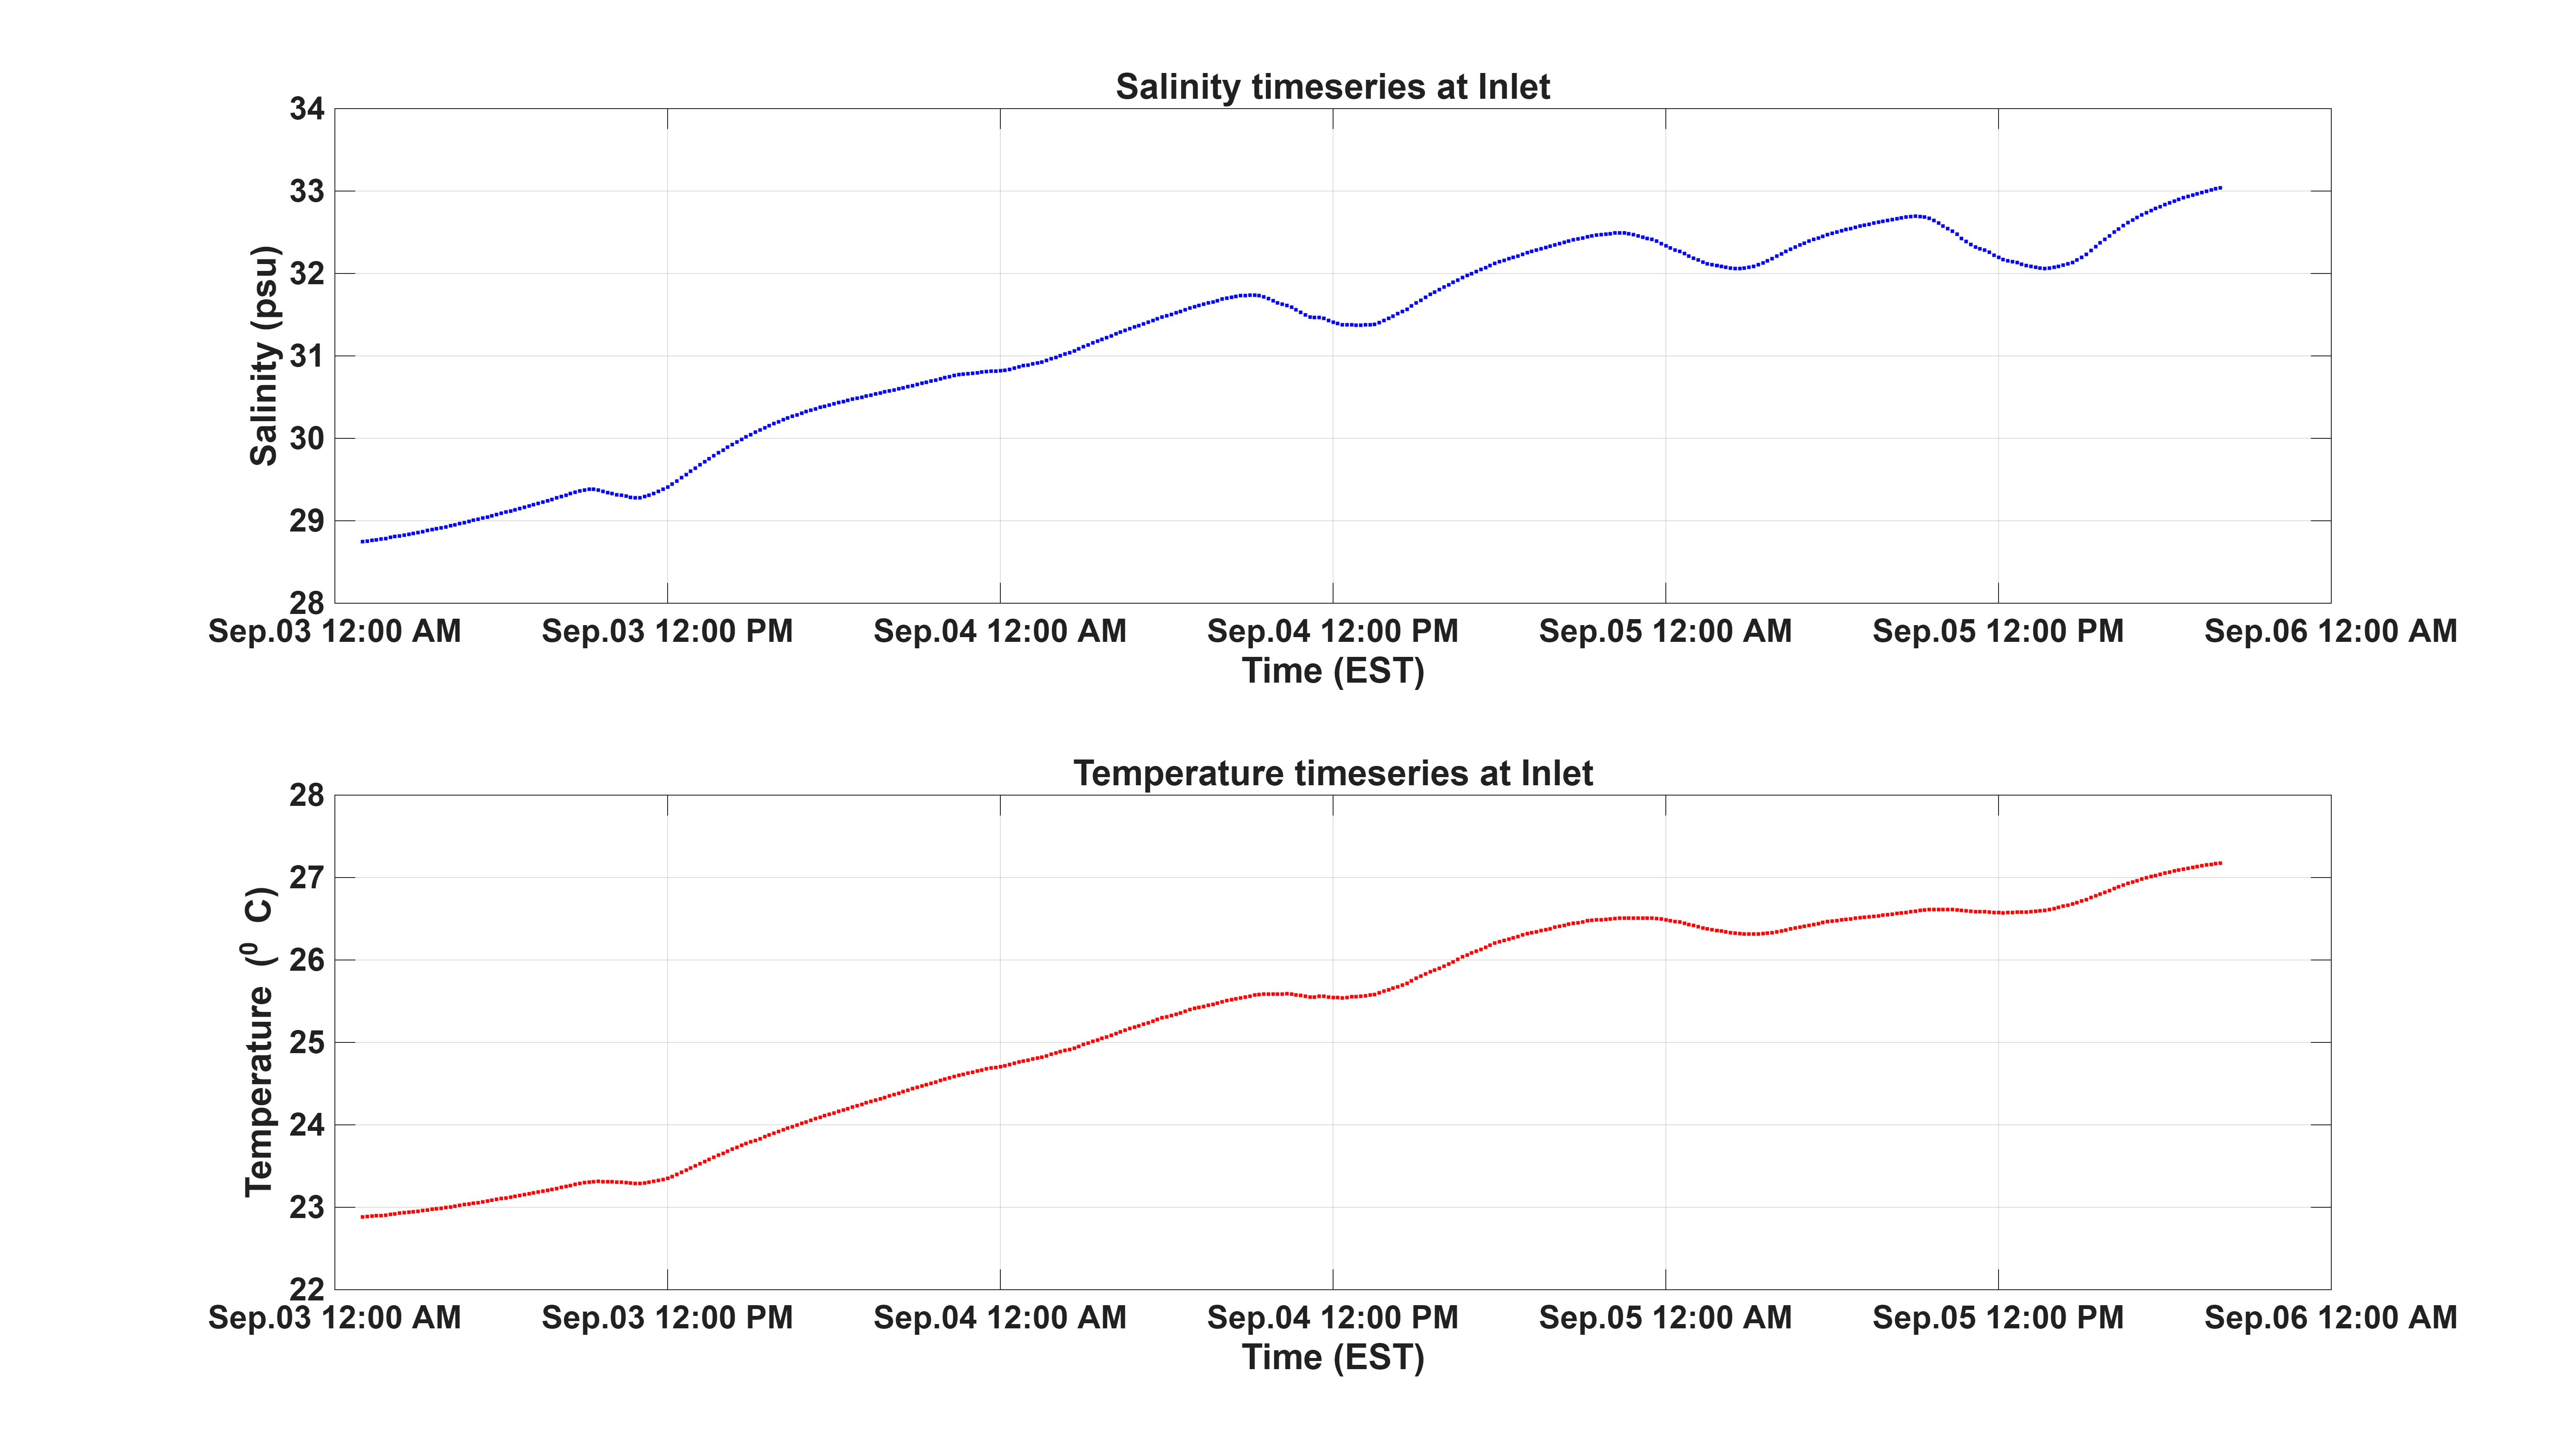 Salinity timeseries at Inlet
34
33
32
31
30
29
28
Salinity (psu)
Sep.03 12:00 AM Sep.03 12:00 PM Sep.04 12:00 AM Sep.04 12:00 PM Sep.05 12:00 AM Sep.05 12:00 PM Sep.06 12:00 AM
Time (EST)
Temperature timeseries at Inlet
28
27
26
25
24
23
22
Temperature (⁰ C)
Sep.03 12:00 AM Sep.03 12:00 PM Sep.04 12:00 AM Sep.04 12:00 PM Sep.05 12:00 AM Sep.05 12:00 PM Sep.06 12:00 AM
Time (EST)